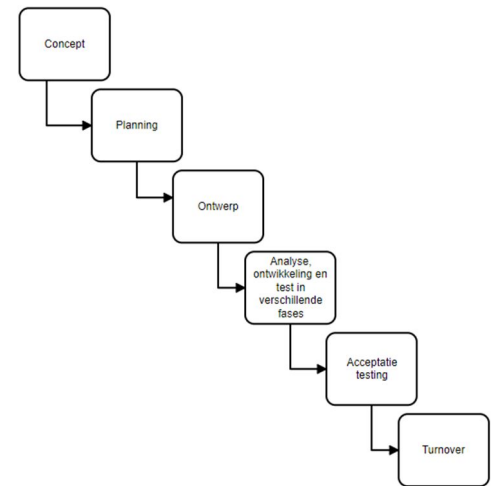 Concept
Planning
Ontwerp
Analyse,
ontwikkeling en
test in
verschillende
fases
Acceptatie
testing
Turnover